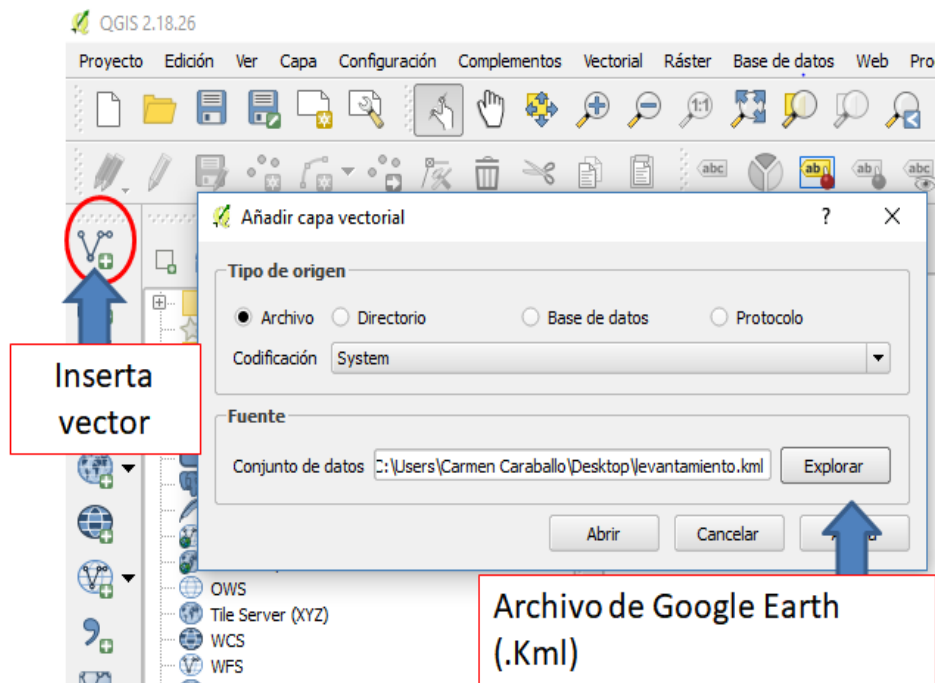 QGIS 2.18.26
Proyecto Edición Ver Capa Configuración Complementos Vectorial Ráster Base de datos Web Pro
1:1
abc abc
Añadir capa vectorial ? X
Tipo de origen
Archivo Directorio Base de datos Protocolo
Codificación System
Inserta
vector
Fuente
Conjunto de datos C:\Users\Carmen Caraballo\Desktop\levantamiento.kml Explorar
Abrir Cancelar
Archivo de Google Earth
(.Kml)
OWS
Tile Server (XYZ)
WCS
WFS